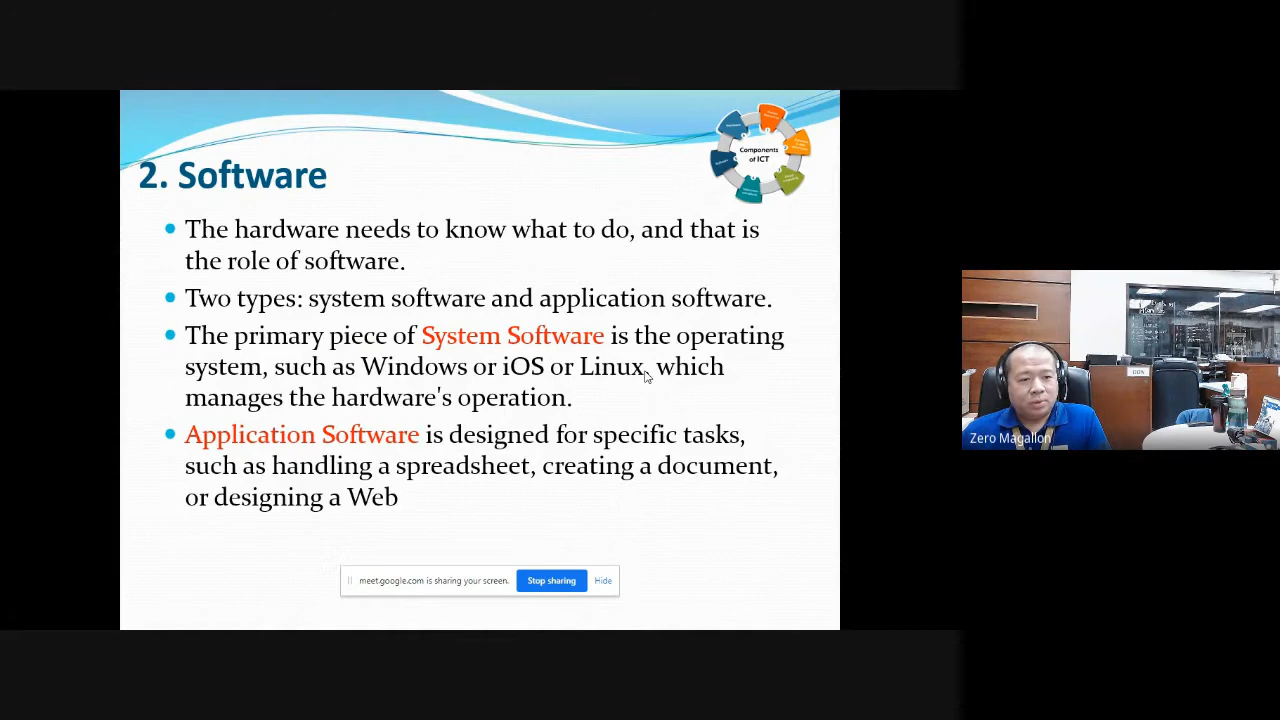 Components
of ICT
2. Software
The hardware needs to know what to do, and that is
the role of software.
Two types: system software and application software.
The primary piece of System Software is the operating
system, such as Windows or iOS or Linux, which
manages the hardware's operation.
Application Software is designed for specific tasks,
such as handling a spreadsheet, creating a document,
or designing a Web
meet.google.com is sharing your screen.
Stop sharing
Hide
Zero Magallon